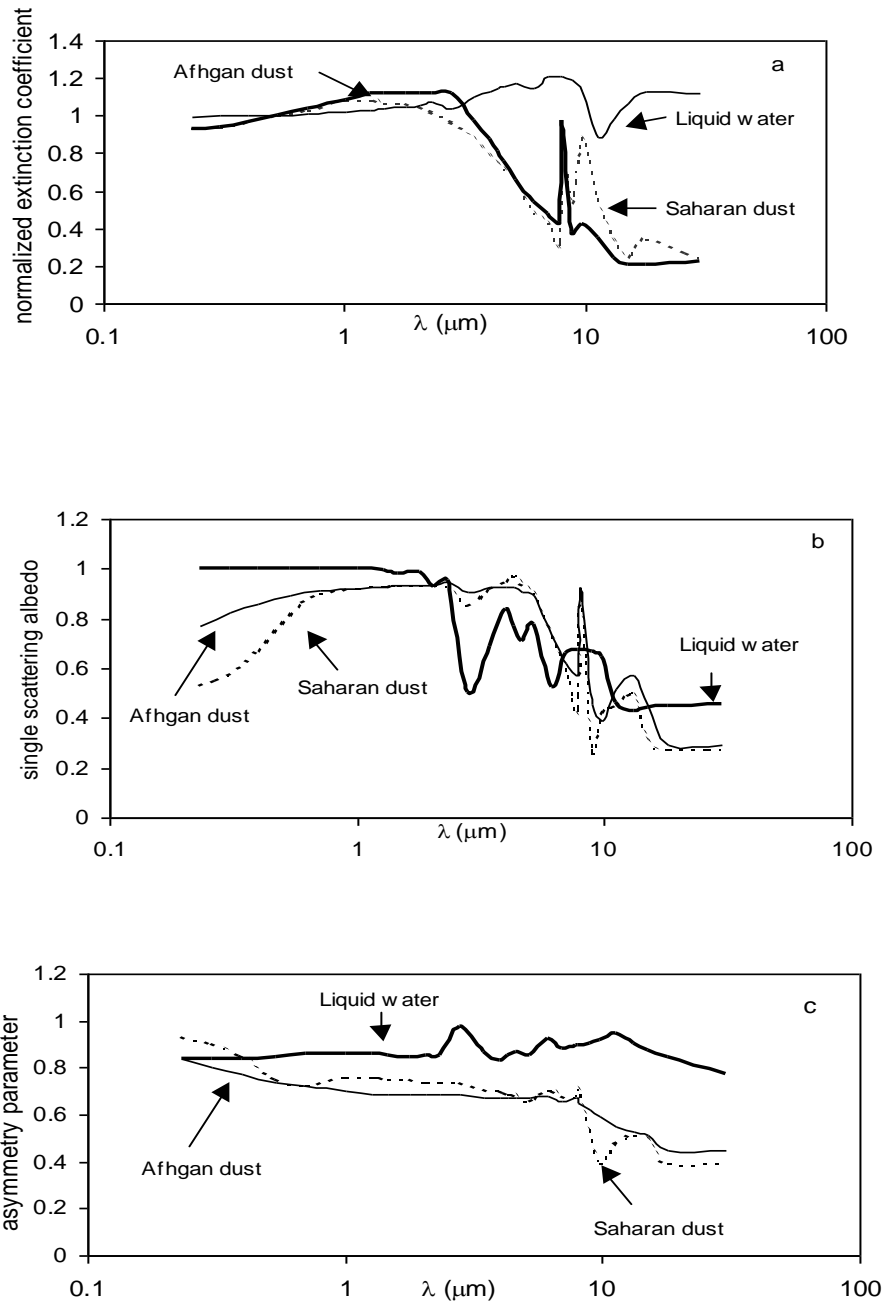 normalized extinction coefficient
1.4
1.2
1
0.8
0.6
0.4
0.2
0
a
Afhgan dust
Liquid water
Saharan dust
λ (μm)
0.1 1 10 100
single scattering albedo
1.2
1
0.8
0.6
0.4
0.2
0
b
Liquid water
Saharan dust
Afhgan dust
λ (μm)
0.1 1 10 100
asymmetry parameter
1.2
1
0.8
0.6
0.4
0.2
0
c
Liquid water
Afhgan dust
Saharan dust
λ (μm)
0.1 1 10 100